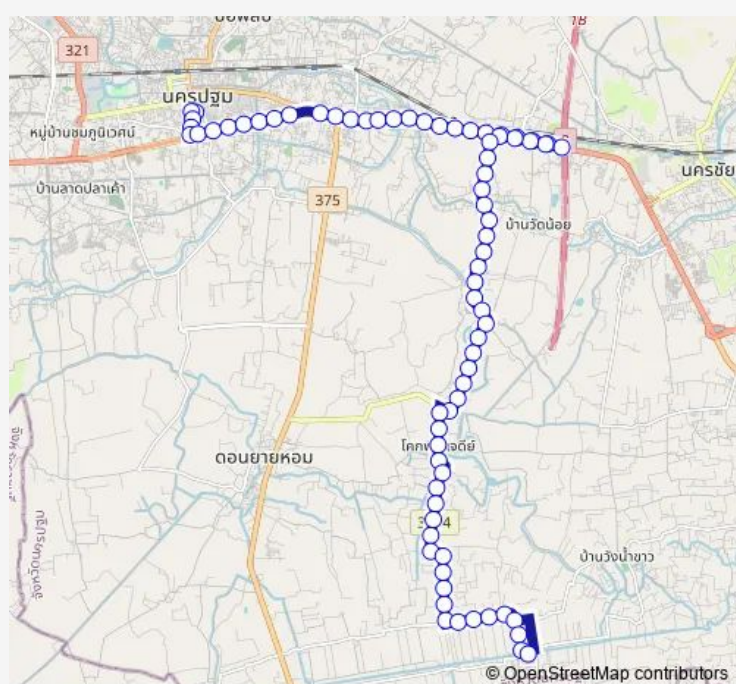 321
นครปฐม
หมู่บ้านชมภูนิเวศน์
บ้านลาดปลาเค้า
375
บ้านวัดน้อย
นครชัย
ดอนยายหอม
บ้านวังน้ำขาว
© OpenStreetMap contributors